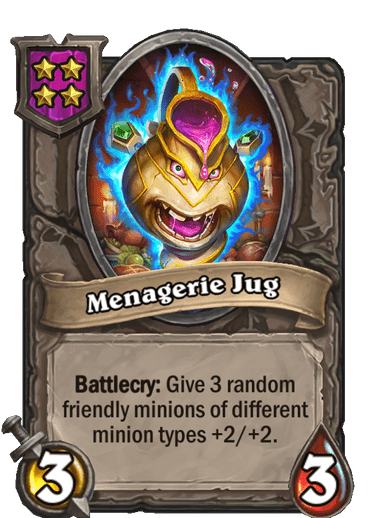 Menagerie Jug
Battlecry: Give 3 random
friendly minions of different
minion types +2/+2.
3 3